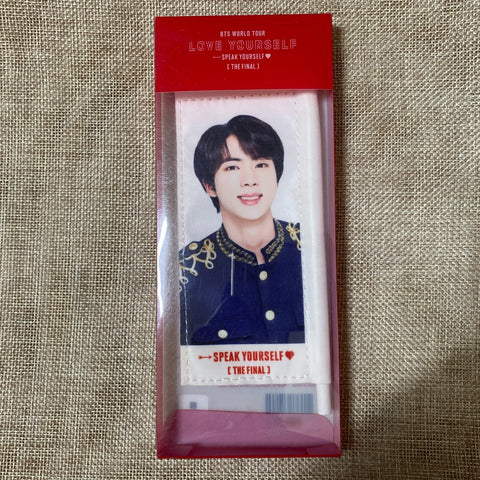 BTS WORLD TOUR
LOVE YOURSELF
SPEAK YOURSELF
[ THE FINAL ]
SPEAK YOURSELF
[ THE FINAL ]